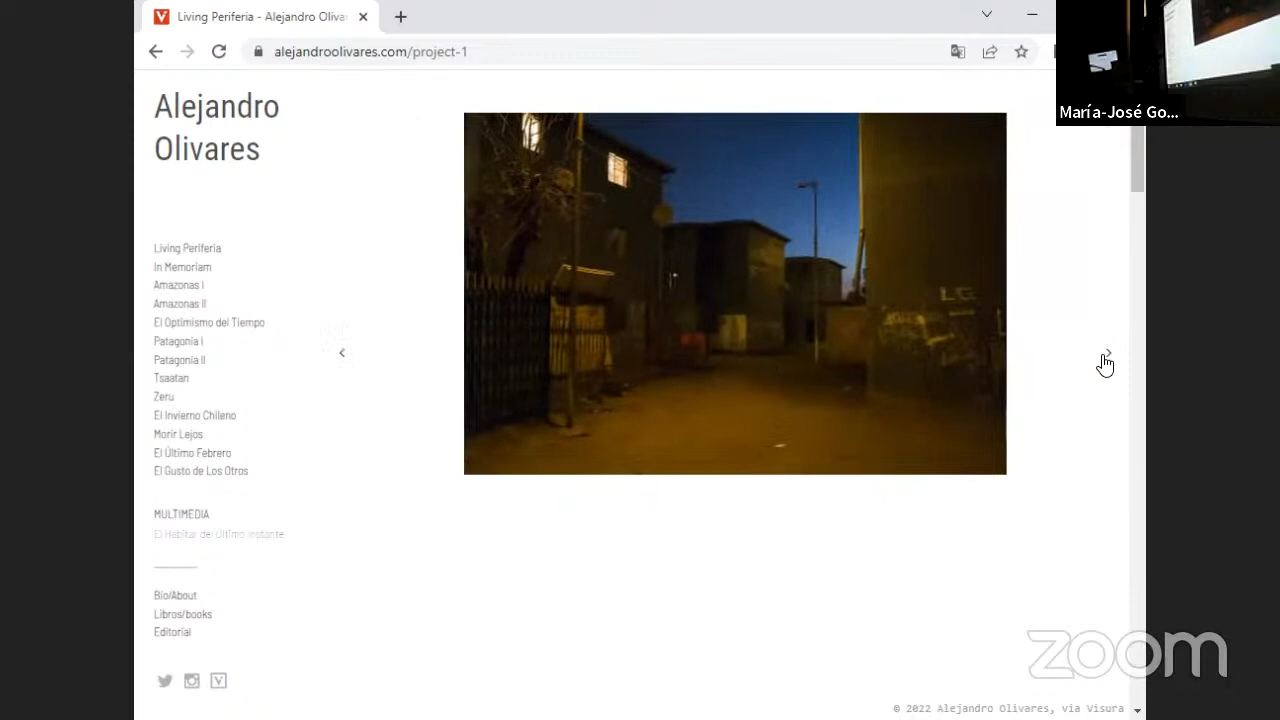 Living Periferia - Alejandro Oliva
alejandroolivares.com/project-1
María-José Go...
Alejandro
Olivares
Living Periferia
In Memoriam
Amazonas I
Amazonas II
El Optimismo del Tiempo
Patagonia I
Patagonia II
Tsaatan
Zeru
El Invierno Chileno
Morir Lejos
El Último Febrero
El Gusto de Los Otros
MULTIMEDIA
El Habitar del Último Instante
Bio/About
Libros/books
Editorial
LG
zoom
© 2022 Alejandro Olivares, via Visura